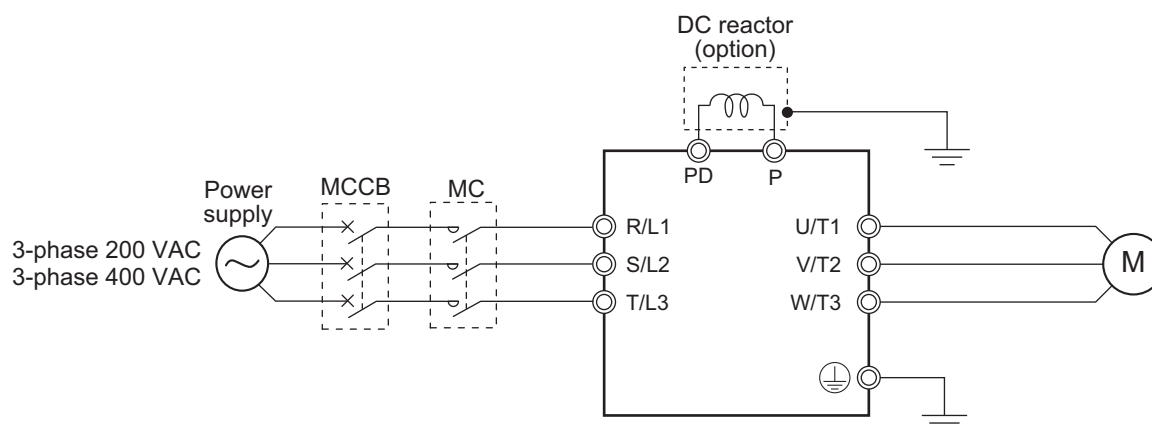 DC reactor
(option)
PD
P
Power
supply
MCCB
MC
3-phase 200 VAC
3-phase 400 VAC
R/L1
S/L2
T/L3
U/T1
V/T2
W/T3
M